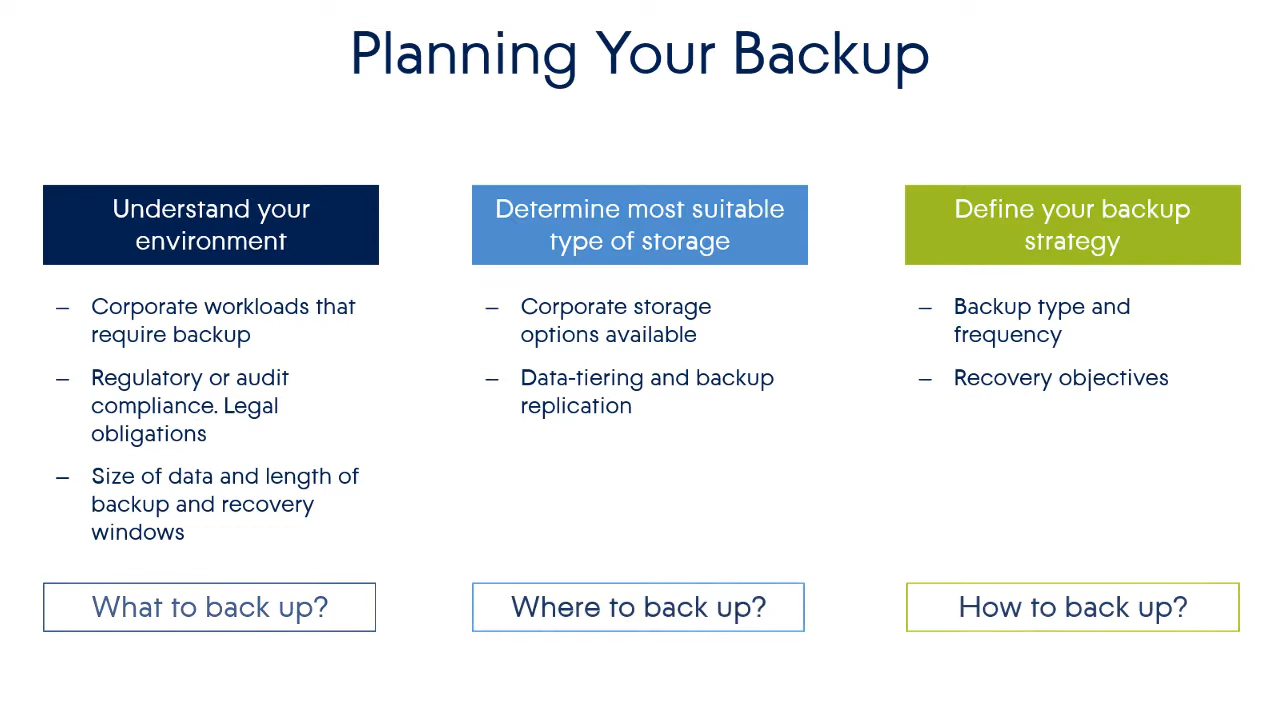 Planning Your Backup
Understand your
environment
– Corporate workloads that
require backup
– Regulatory or audit
compliance. Legal
obligations
– Size of data and length of
backup and recovery
windows
What to back up?
Determine most suitable
type of storage
– Corporate storage
options available
– Data-tiering and backup
replication
Where to back up?
Define your backup
strategy
– Backup type and
frequency
– Recovery objectives
How to back up?